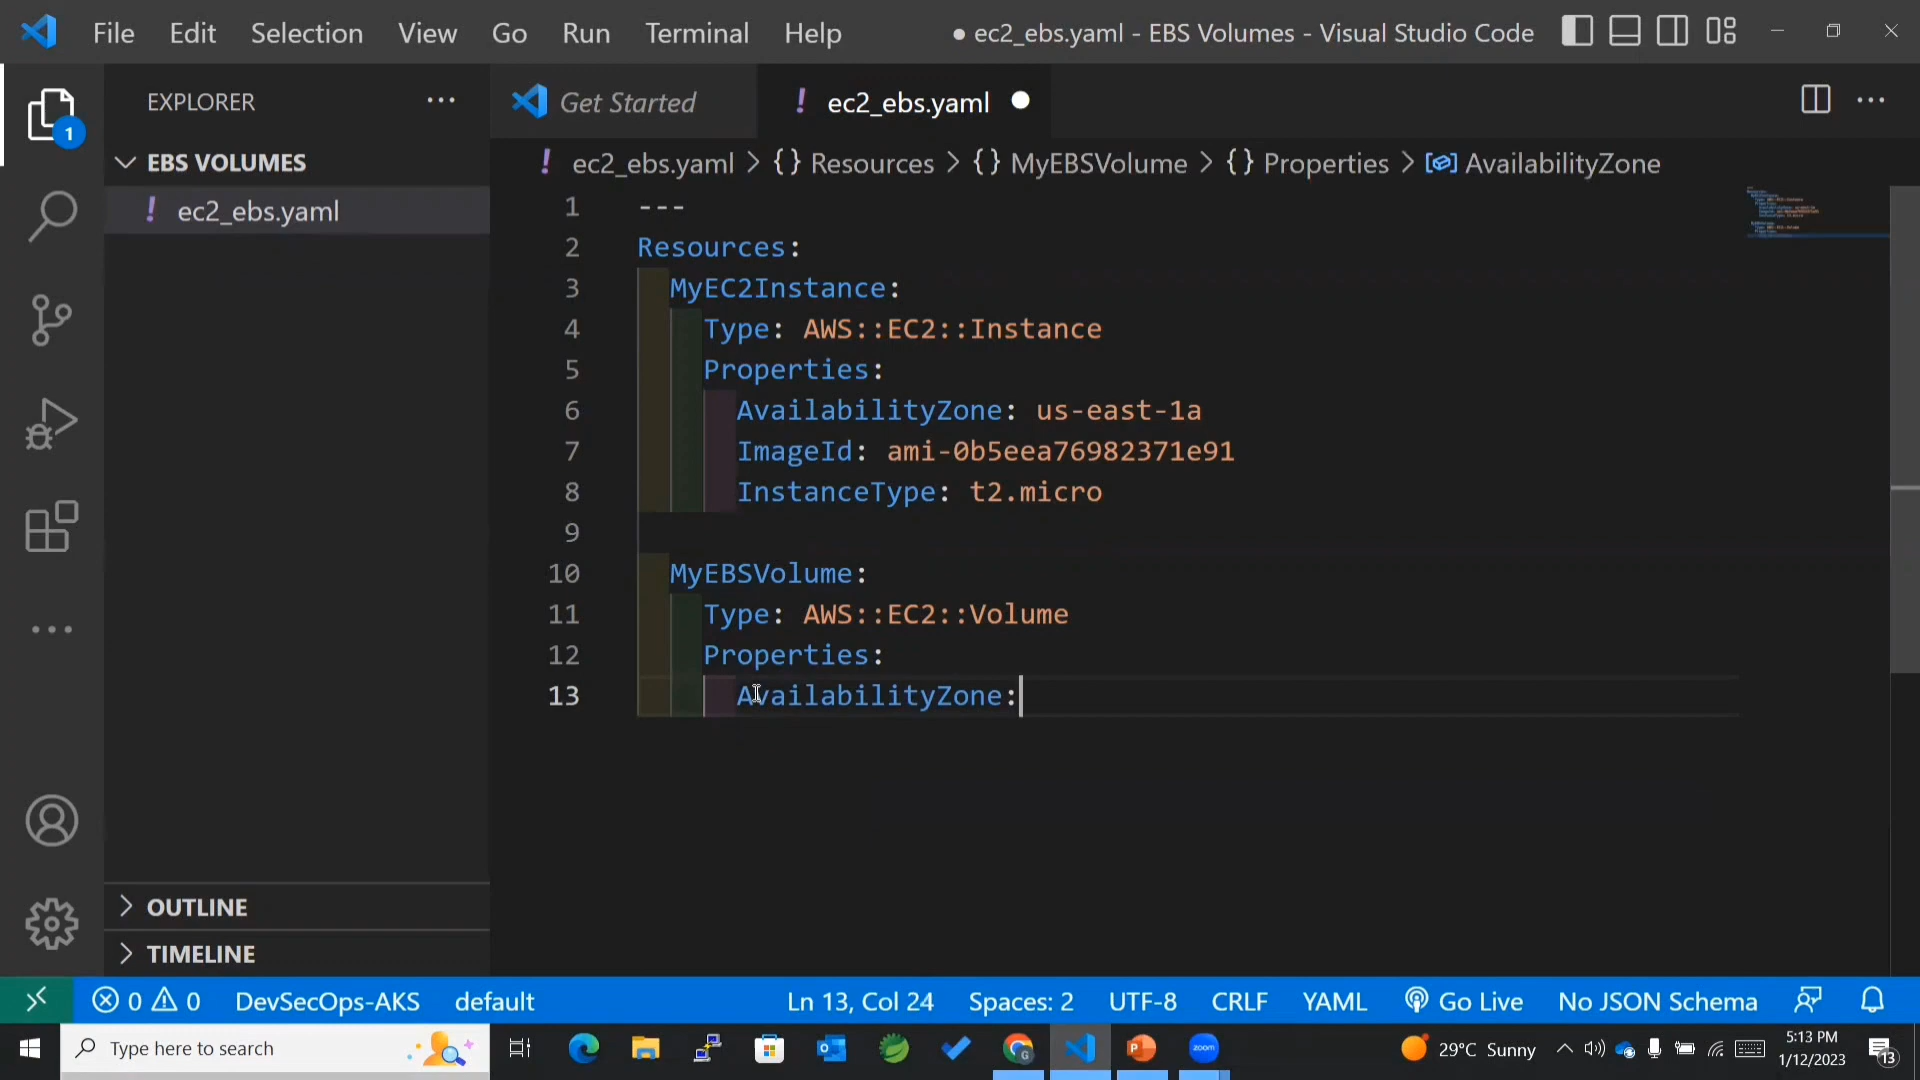 File Edit Selection View Go Run Terminal Help ● ec2_ebs.yaml - EBS Volumes - Visual Studio Code
EXPLORER
Get Started
! ec2_ebs.yaml
1
EBS VOLUMES
! ec2_ebs.yaml > {} Resources > {} MyEBSVolume > {} Properties > AvailabilityZone
! ec2_ebs.yaml
1 ---
2 Resources:
3 MyEC2Instance:
4 Type: AWS::EC2::Instance
5 Properties:
6 AvailabilityZone: us-east-1a
7 ImageId: ami-0b5eea76982371e91
8 InstanceType: t2.micro
9
10 MyEBSVolume:
11 Type: AWS::EC2::Volume
12 Properties:
13 AvailabilityZone:
OUTLINE
TIMELINE
0 0 DevSecOps-AKS default Ln 13, Col 24 Spaces: 2 UTF-8 CRLF YAML Go Live No JSON Schema
Type here to search
zoom
29°C Sunny
5:13 PM
1/12/2023
13